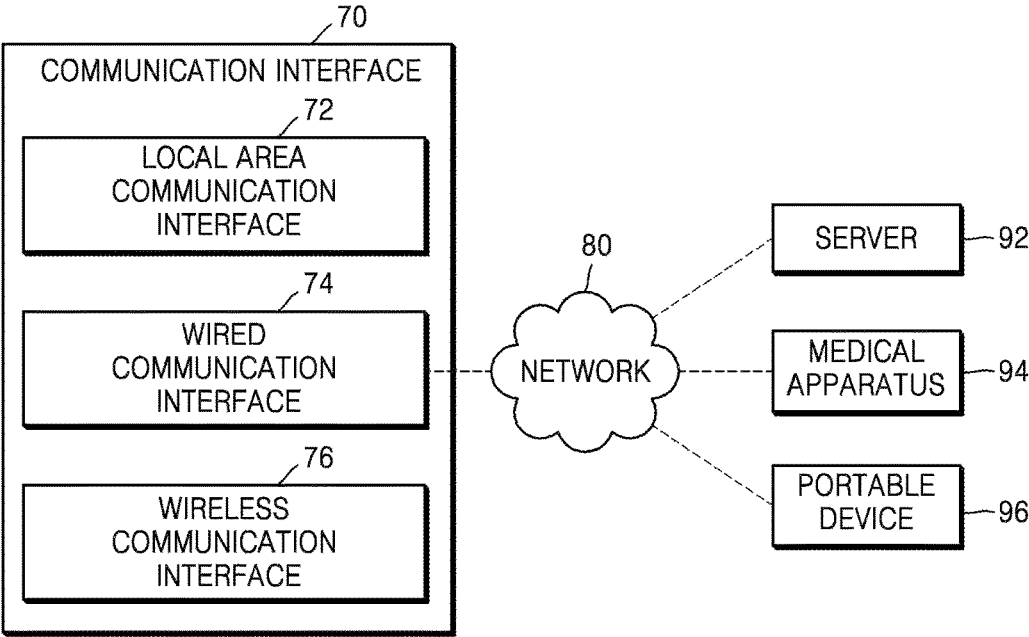 70
COMMUNICATION INTERFACE
72
LOCAL AREA
COMMUNICATION
INTERFACE
74
WIRED
COMMUNICATION
INTERFACE
76
WIRELESS
COMMUNICATION
INTERFACE
80
NETWORK
SERVER 92
MEDICAL
APPARATUS 94
PORTABLE
DEVICE 96